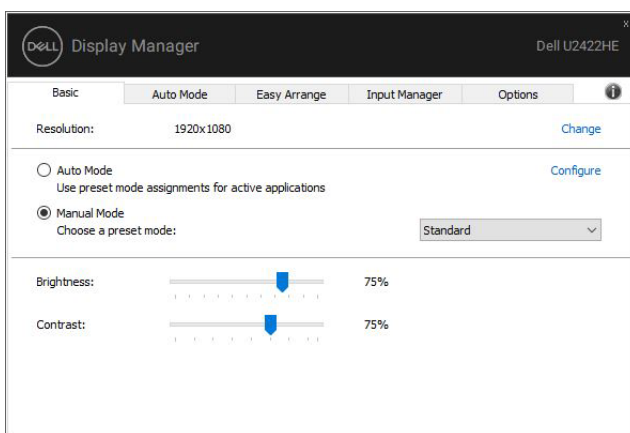 x
DELL Display Manager Dell U2422HE
Basic Auto Mode Easy Arrange Input Manager Options i
Resolution: 1920x1080 Change
Auto Mode Configure
Use preset mode assignments for active applications
Manual Mode
Choose a preset mode: Standard
Brightness: 75%
Contrast: 75%